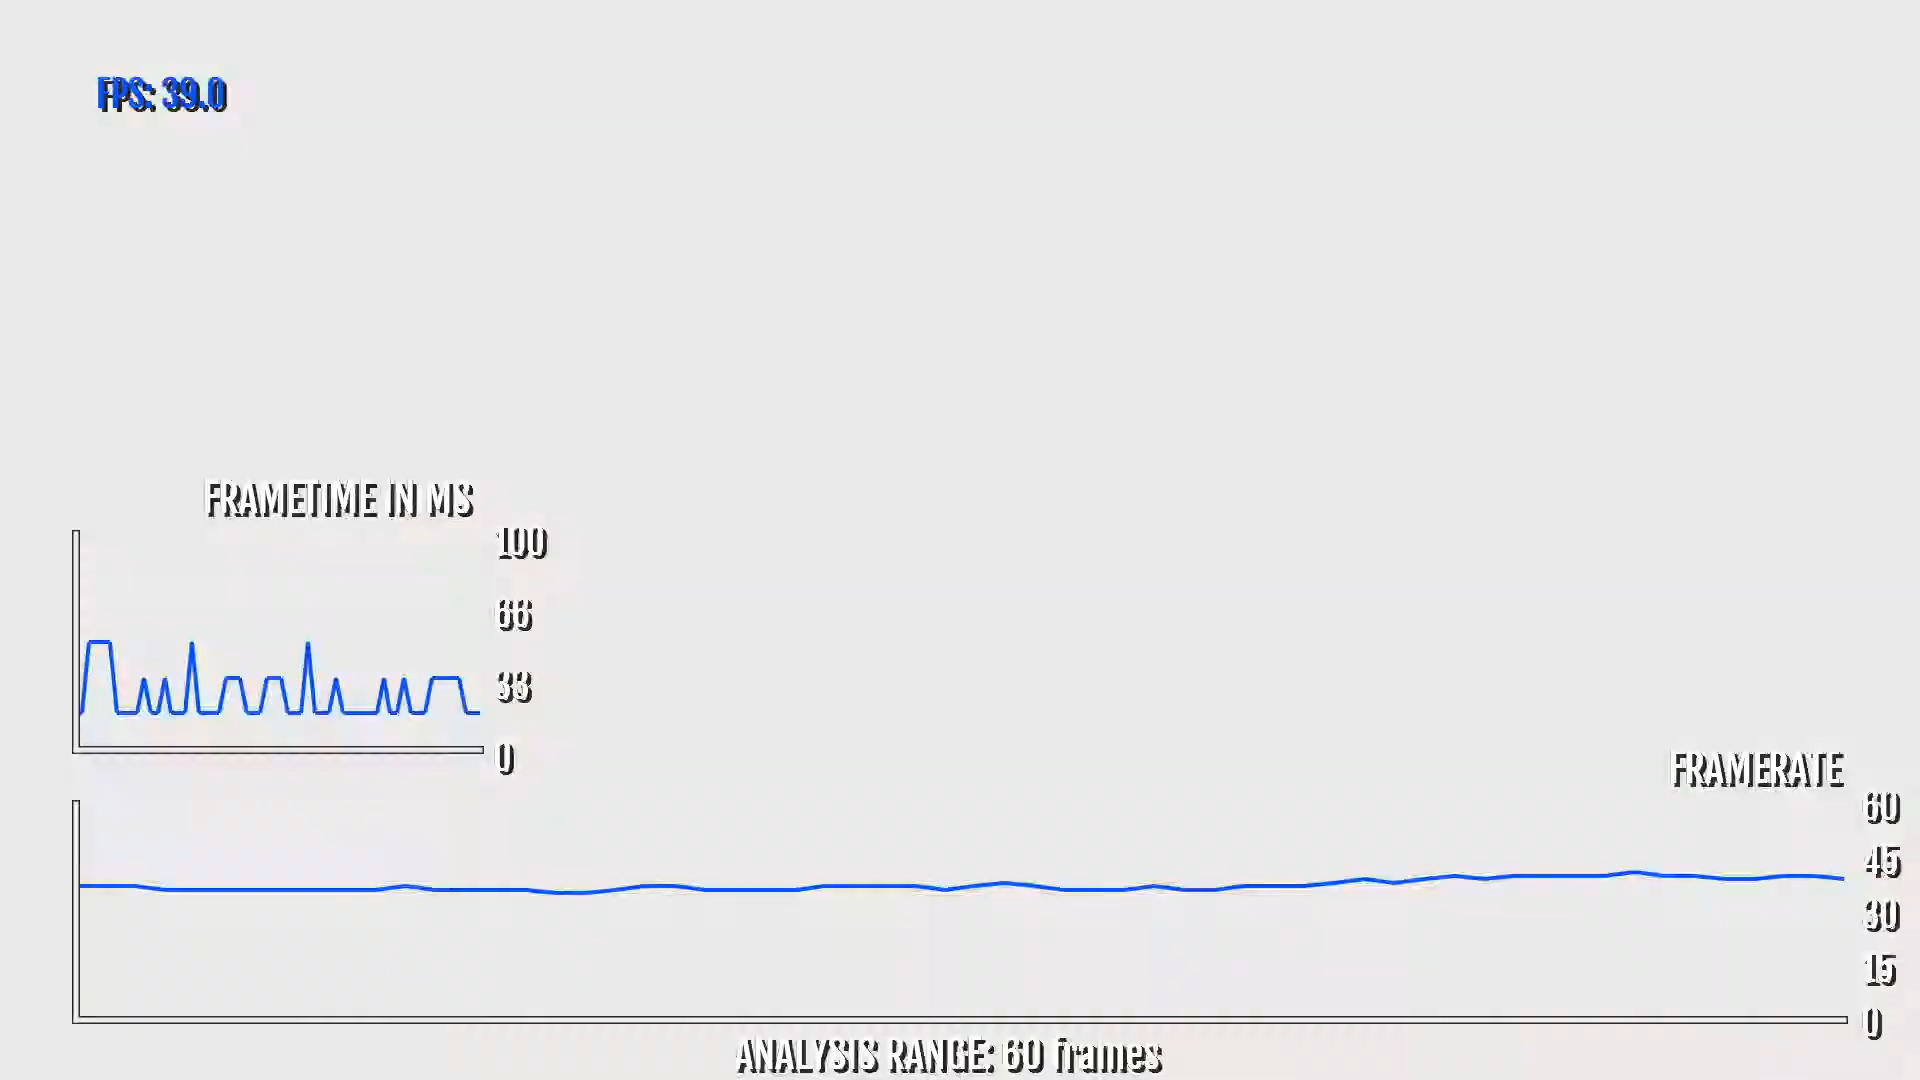 FPS: 39.0
FRAMETIME IN MS
100
66
33
0
FRAMERATE
60
45
30
15
0
ANALYSIS RANGE: 60 frames